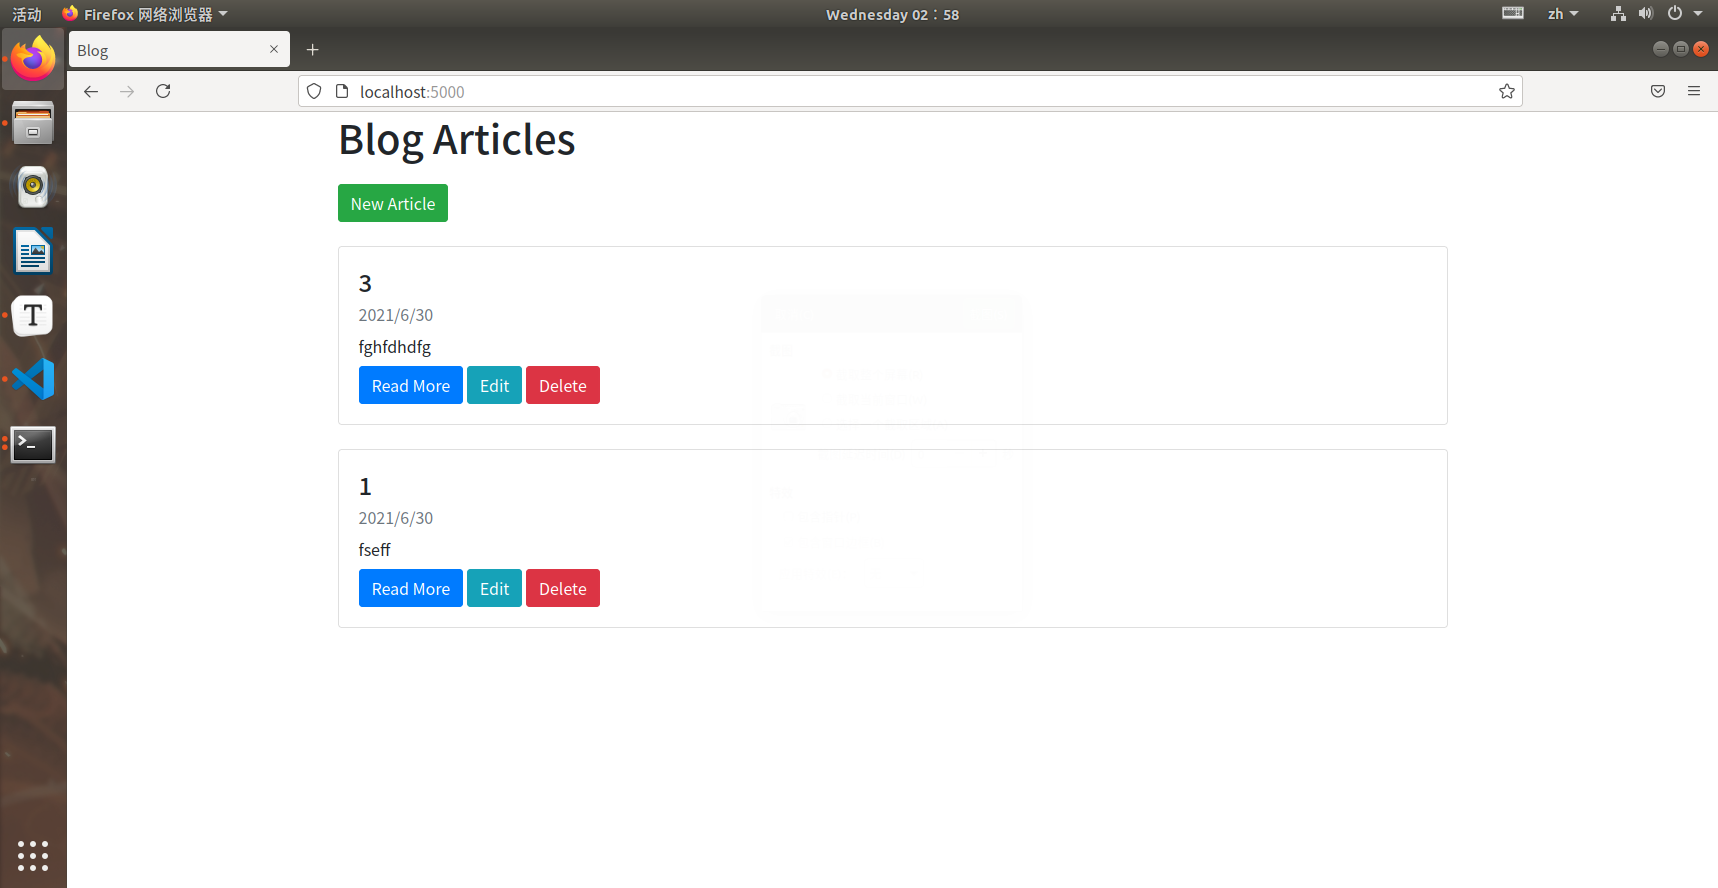 活动
Firefox 网络浏览器
Wednesday 02：58
zh
Blog
localhost:5000
Blog Articles
New Article
3
2021/6/30
fghfdhdfg
Read More Edit Delete
1
2021/6/30
fseff
Read More Edit Delete